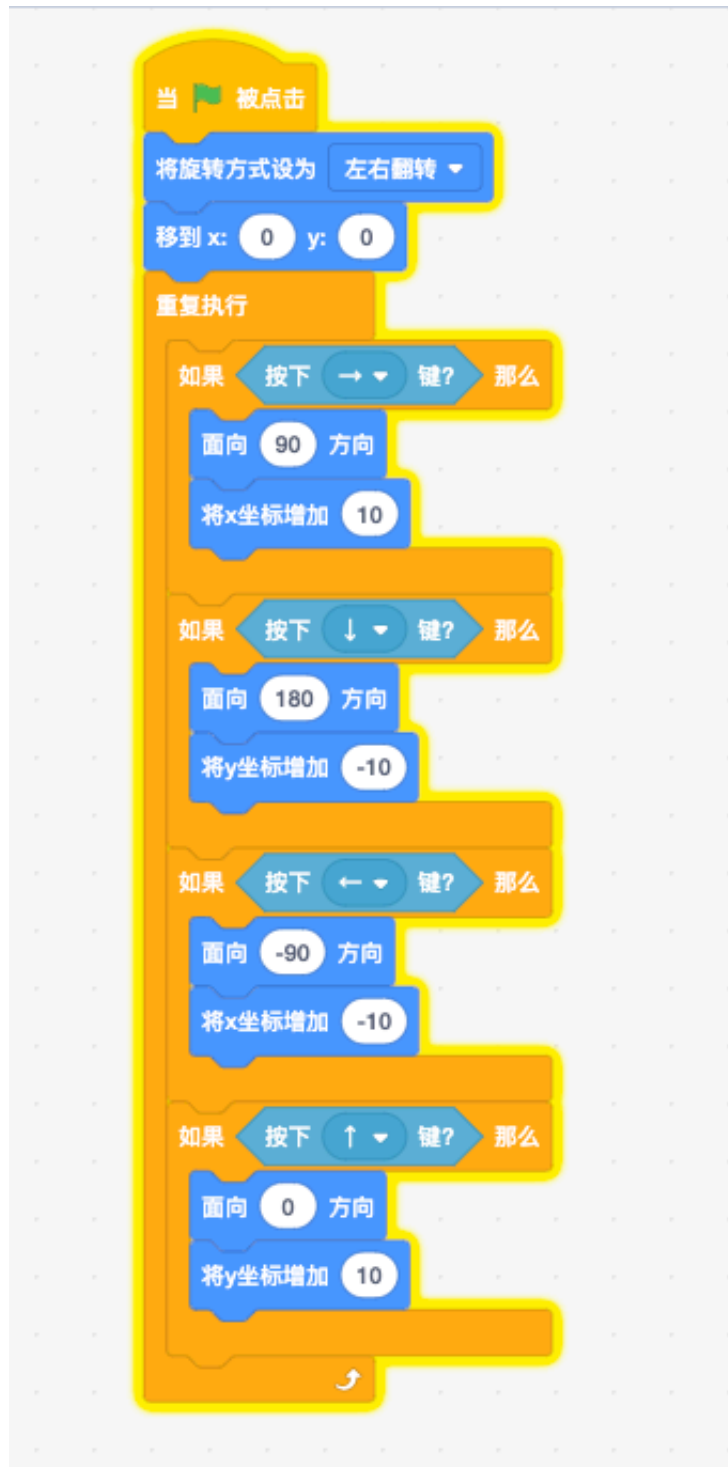 当 被点击
将旋转方式设为 左右翻转
移到 x: 0 y: 0
重复执行
如果 按下 → 键? 那么
面向 90 方向
将x坐标增加 10
如果 按下 ↓ 键? 那么
面向 180 方向
将y坐标增加 -10
如果 按下 ← 键? 那么
面向 -90 方向
将x坐标增加 -10
如果 按下 ↑ 键? 那么
面向 0 方向
将y坐标增加 10